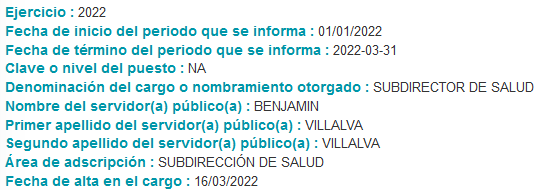 Ejercicio : 2022
Fecha de inicio del periodo que se informa : 01/01/2022
Fecha de término del periodo que se informa : 2022-03-31
Clave o nivel del puesto : NA
Denominación del cargo o nombramiento otorgado : SUBDIRECTOR DE SALUD
Nombre del servidor(a) público(a) : BENJAMIN
Primer apellido del servidor(a) público(a) : VILLALVA
Segundo apellido del servidor(a) público(a) : VILLALVA
Área de adscripción : SUBDIRECCIÓN DE SALUD
Fecha de alta en el cargo : 16/03/2022